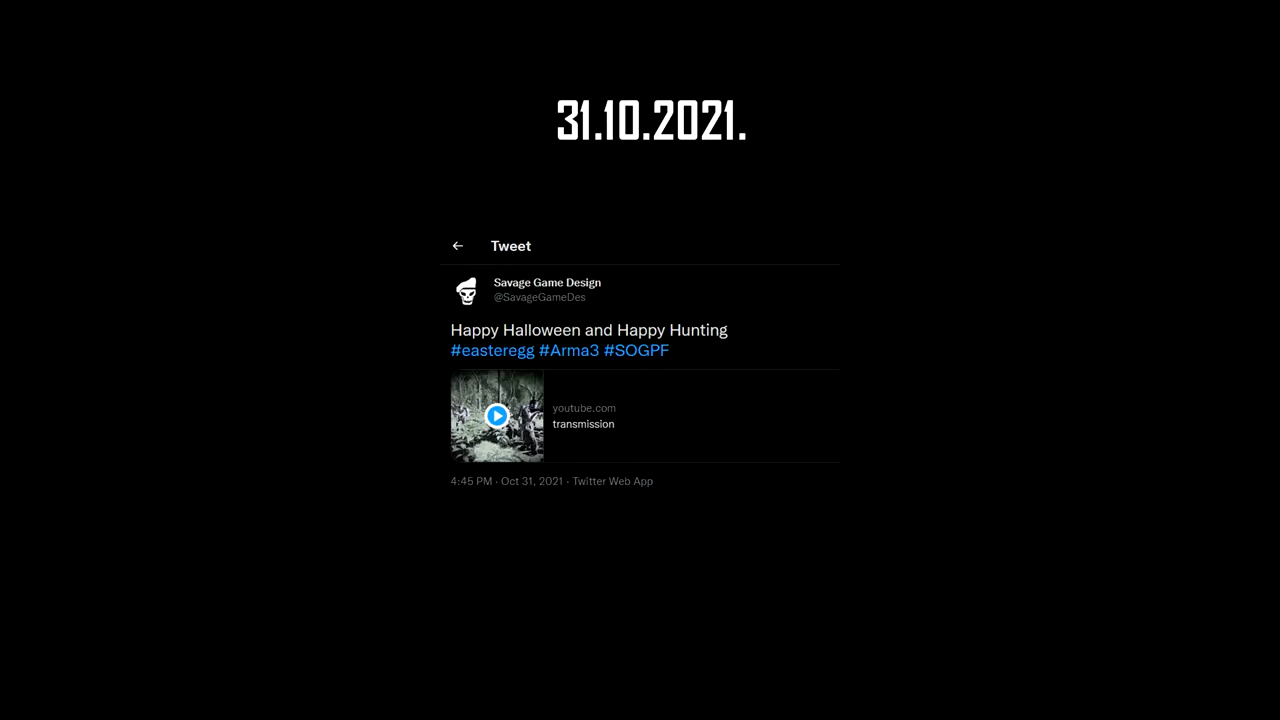 31.10.2021.
Tweet
Savage Game Design
@SavageGameDes
Happy Halloween and Happy Hunting
#easteregg #Arma3 #SOGPF
youtube.com
transmission
4:45 PM · Oct 31, 2021 · Twitter Web App